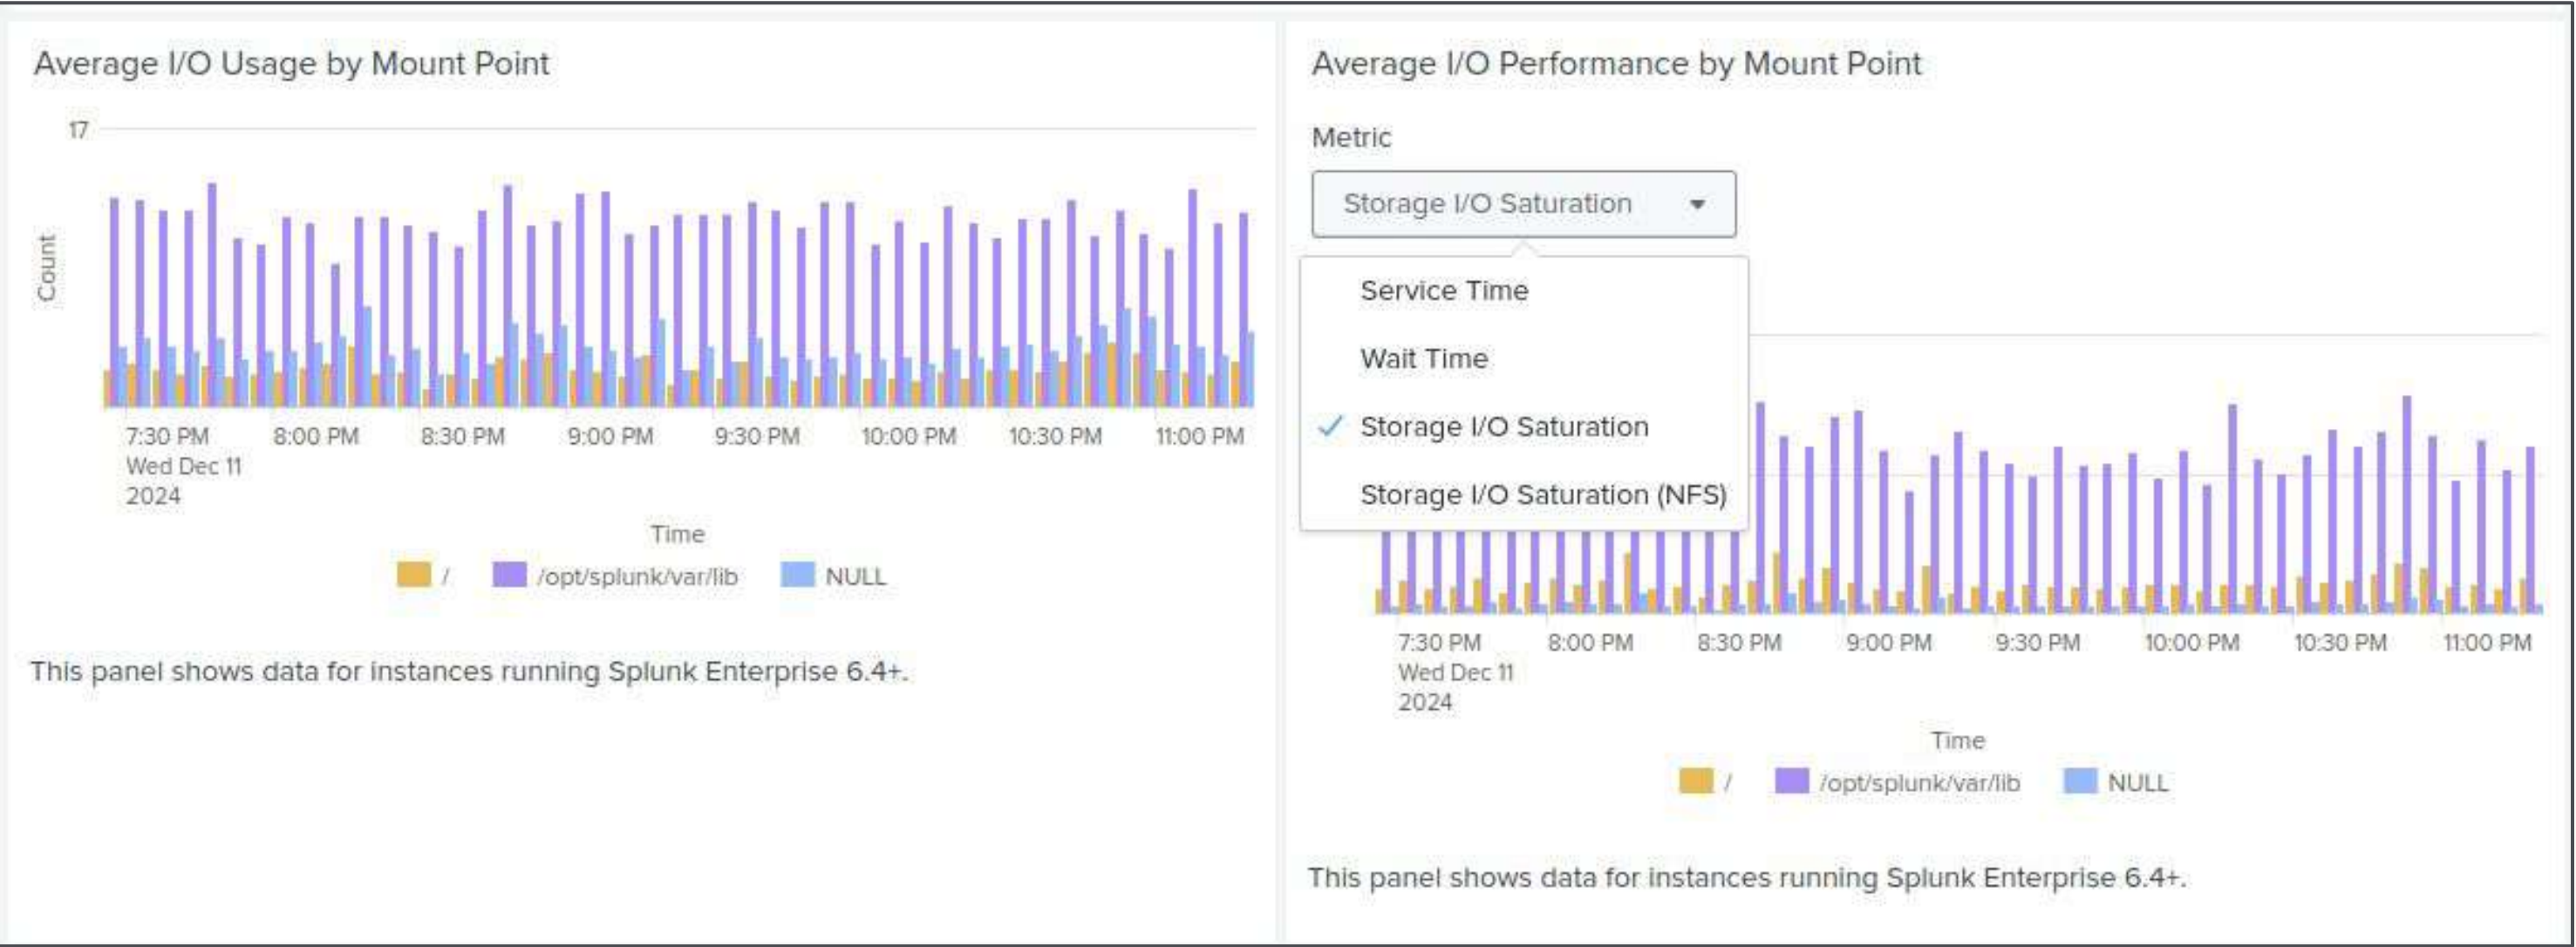 Average I/O Usage by Mount Point
17
Count
7:30 PM 8:00 PM 8:30 PM 9:00 PM 9:30 PM 10:00 PM 10:30 PM 11:00 PM
Wed Dec 11
2024
Time
/ /opt/splunk/var/lib NULL
This panel shows data for instances running Splunk Enterprise 6.4+.
Average I/O Performance by Mount Point
Metric
Storage I/O Saturation
Service Time
Wait Time
Storage I/O Saturation
Storage I/O Saturation (NFS)
7:30 PM 8:00 PM 8:30 PM 9:00 PM 9:30 PM 10:00 PM 10:30 PM 11:00 PM
Wed Dec 11
2024
Time
/ /opt/splunk/var/lib NULL
This panel shows data for instances running Splunk Enterprise 6.4+.